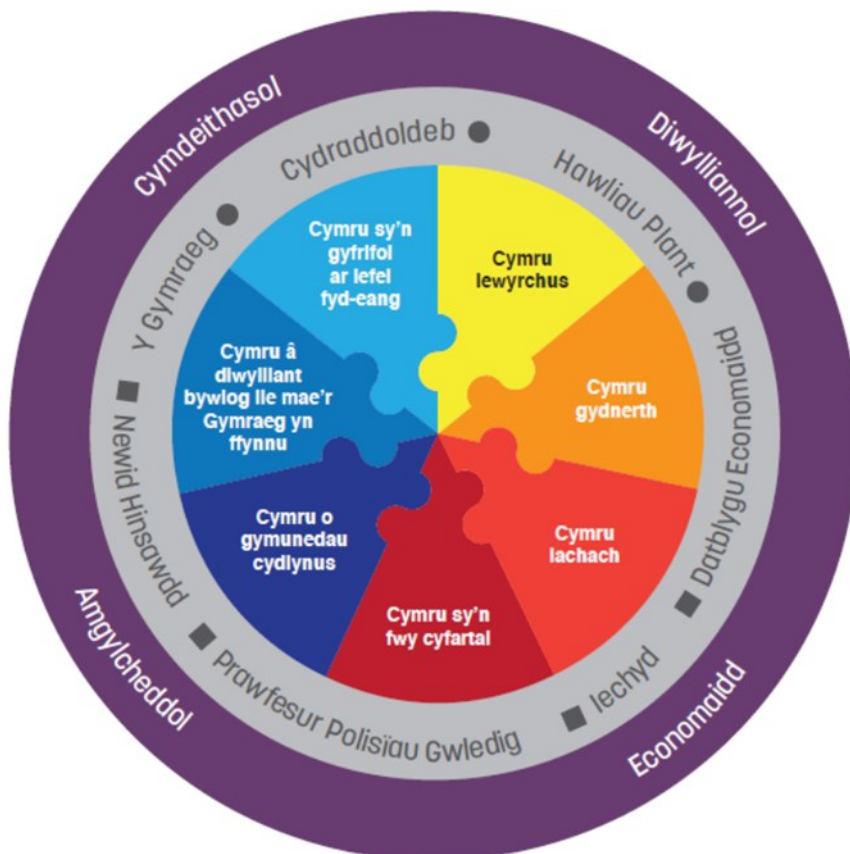 Cymdeithasol
Diwylliannol
Economaidd
Amgylcheddol
Cydraddoldeb
Hawliau Plant
Datblygu Economaidd
Iechyd
Prawfesur Polisïau Gwledig
Newid Hinsawdd
Y Gymraeg
Cymru
lewyrchus
Cymru
gydnerth
Cymru
iachach
Cymru sy'n
fwy cyfartal
Cymru o
gymunedau
cydlynus
Cymru â
diwylliant
bywiog lle mae'r
Gymraeg yn
ffynnu
Cymru sy'n
gyfrifol
ar lefel
fyd-eang